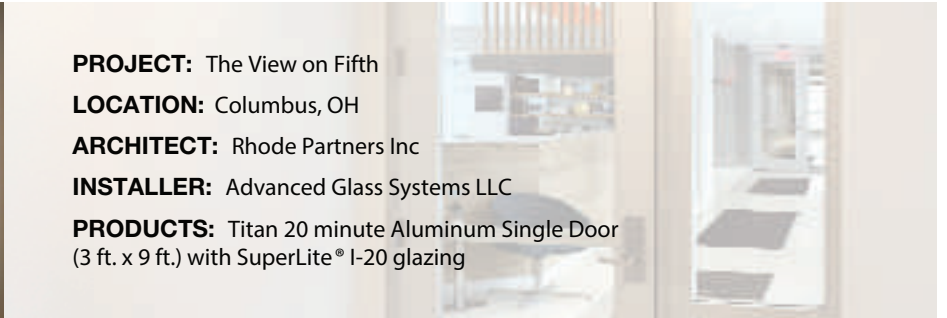 PROJECT: The View on Fifth
LOCATION: Columbus, OH
ARCHITECT: Rhode Partners Inc
INSTALLER: Advanced Glass Systems LLC
PRODUCTS: Titan 20 minute Aluminum Single Door
(3 ft. x 9 ft.) with SuperLite® I-20 glazing